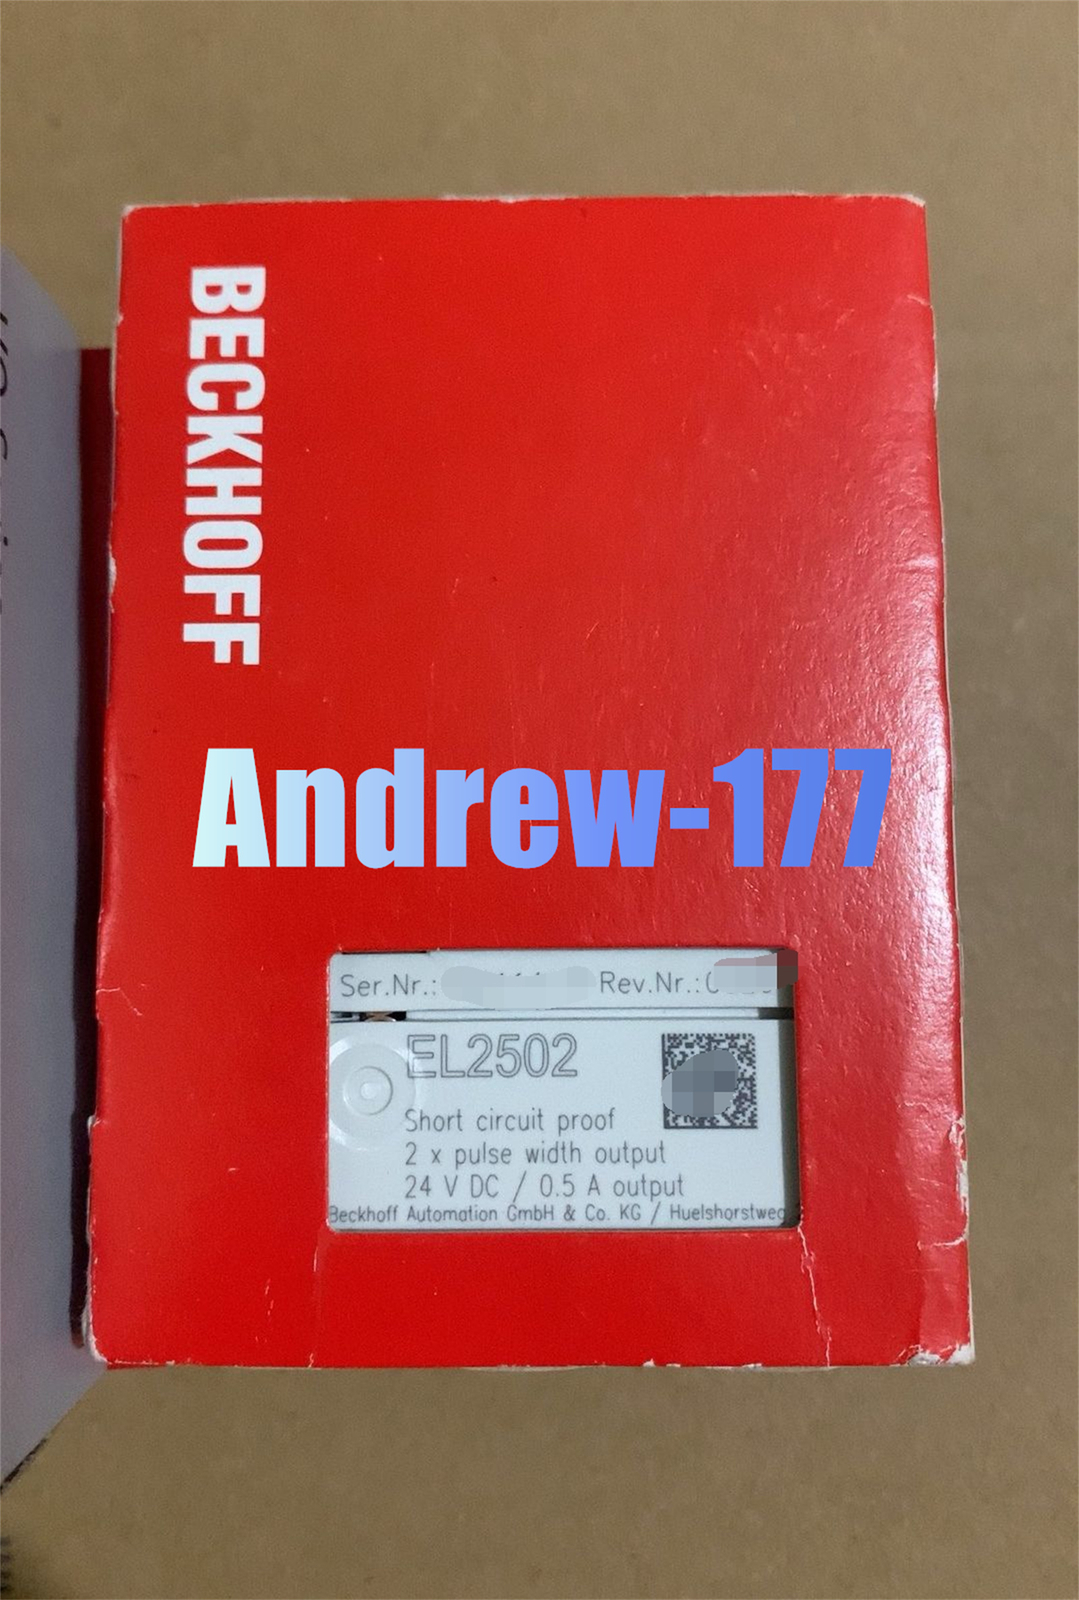 BECKHOFF
Andrew-177
Ser.Nr.: Rev.Nr.:
EL2502
Short circuit proof
2 x pulse width output
24 V DC / 0.5 A output
Beckhoff Automation GmbH & Co. KG / Huelshorstweg